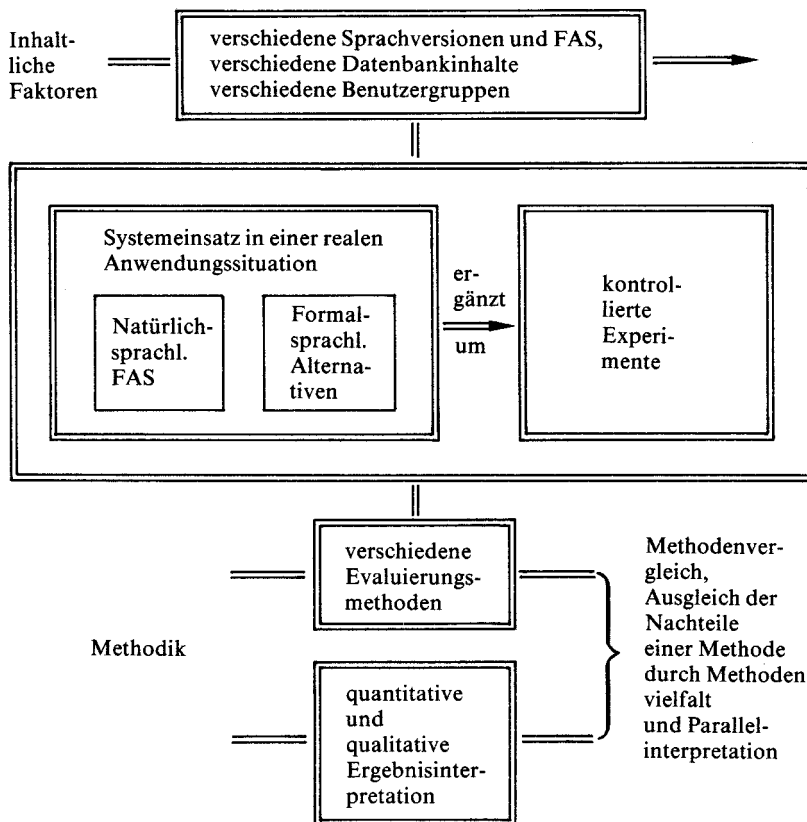 Inhalt-
liche
Faktoren
verschiedene Sprachversionen und FAS,
verschiedene Datenbankinhalte
verschiedene Benutzergruppen
Systemeinsatz in einer realen
Anwendungssituation
Natürlich-
sprachl.
FAS
Formal-
sprachl.
Alterna-
tiven
er-
gänzt
um
kontrol-
lierte
Experi-
mente
verschiedene
Evaluierungs-
methoden
Methodik
quantitative
und
qualitative
Ergebnisinter-
pretation
Methodenver-
gleich,
Ausgleich der
Nachteile
einer Methode
durch Methoden
vielfalt
und Parallel-
interpretation